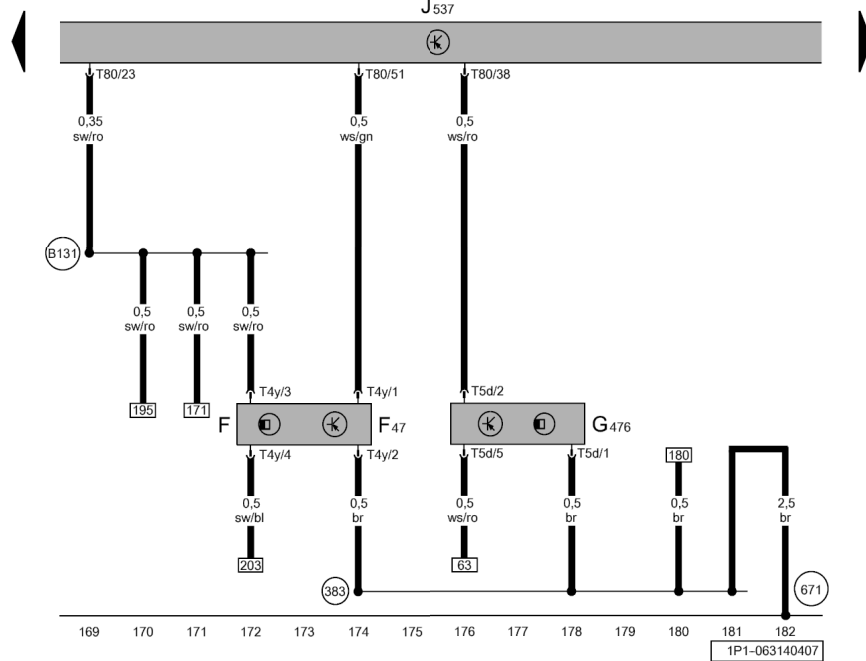 J537
T80/23
T80/51
T80/38
0,35
sw/ro
0,5
ws/gn
0,5
ws/ro
B131
0,5
sw/ro
0,5
sw/ro
0,5
sw/ro
195
171
T4y/3
T4y/1
T5d/2
F
F47
G476
T4y/4
T4y/2
T5d/5
T5d/1
180
0,5
sw/bl
0,5
br
0,5
ws/ro
0,5
br
0,5
br
2,5
br
203
63
383
671
169 170 171 172 173 174 175 176 177 178 179 180 181 182
1P1-063140407